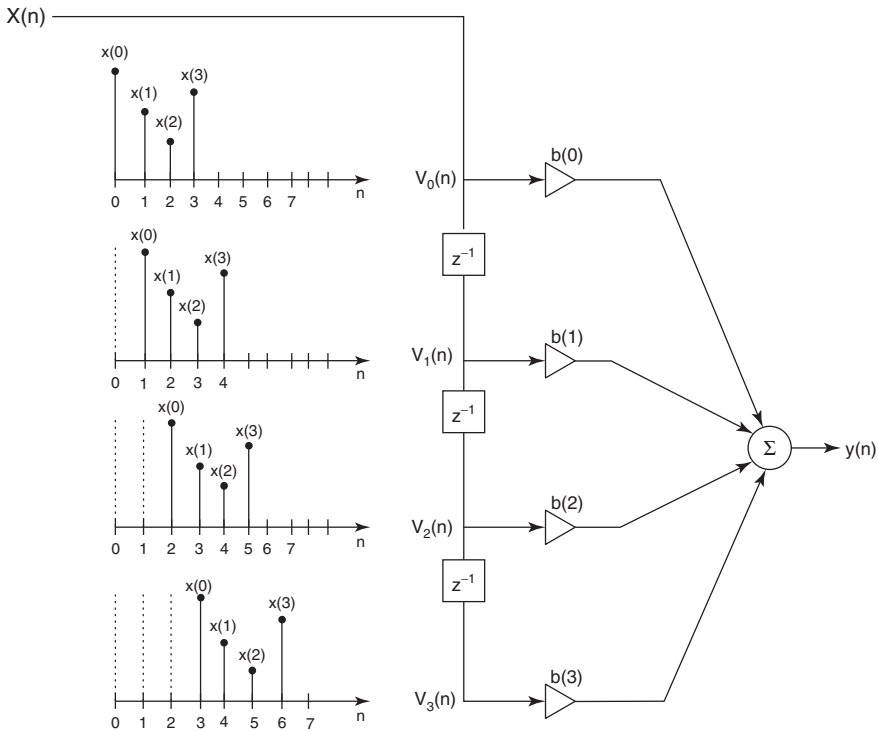 X(n)
x(0)
x(1)
x(2)
x(3)
n
0 1 2 3 4 5 6 7
V₀(n)
b(0)
z⁻¹
x(0)
x(1)
x(2)
x(3)
n
0 1 2 3 4
V₁(n)
b(1)
z⁻¹
x(0)
x(1)
x(2)
x(3)
n
0 1 2 3 4 5 6 7
V₂(n)
b(2)
Σ
y(n)
z⁻¹
x(0)
x(1)
x(2)
x(3)
n
0 1 2 3 4 5 6 7
V₃(n)
b(3)